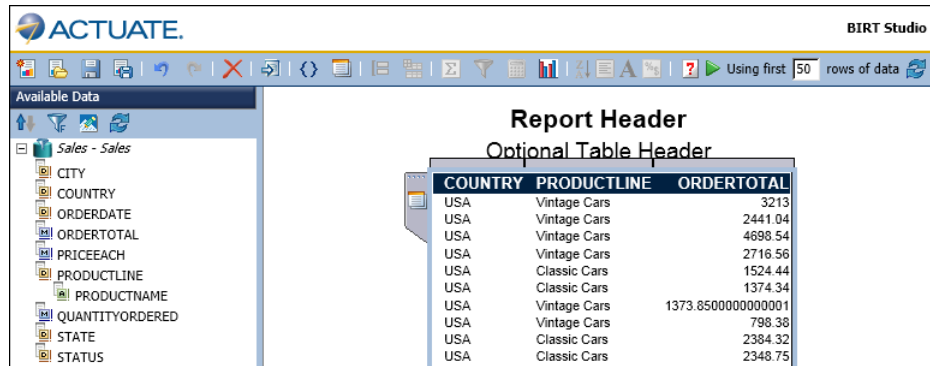 ACTUATE.
BIRT Studio
Using first 50 rows of data
Available Data
Sales - Sales
CITY
COUNTRY
ORDERDATE
ORDERTOTAL
PRICEEACH
PRODUCTLINE
PRODUCTNAME
QUANTITYORDERED
STATE
STATUS
Report Header
Optional Table Header
COUNTRY PRODUCTLINE ORDERTOTAL
USA Vintage Cars 3213
USA Vintage Cars 2441.04
USA Vintage Cars 4698.54
USA Vintage Cars 2716.56
USA Classic Cars 1524.44
USA Classic Cars 1374.34
USA Vintage Cars 1373.8500000000001
USA Vintage Cars 798.38
USA Classic Cars 2384.32
USA Classic Cars 2348.75